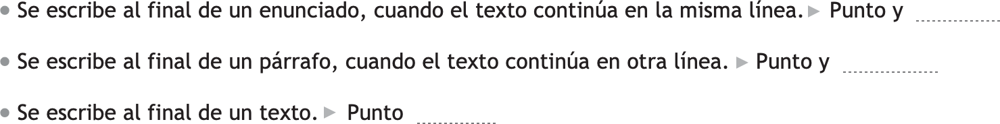 • Se escribe al final de un enunciado, cuando el texto continúa en la misma línea. ▶ Punto y
• Se escribe al final de un párrafo, cuando el texto continúa en otra línea. ▶ Punto y
• Se escribe al final de un texto. ▶ Punto